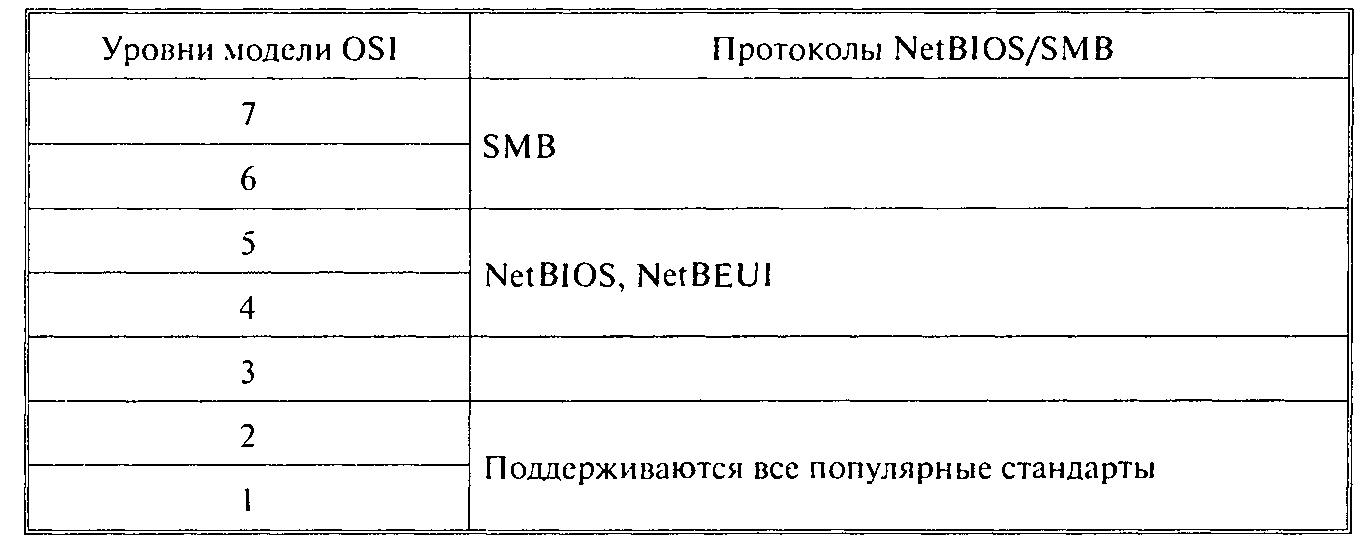 Уровни модели OSI Протоколы NetBIOS/SMB
7
SMB
6
5
NetBIOS, NetBEUI
4
3
2
Поддерживаются все популярные стандарты
1